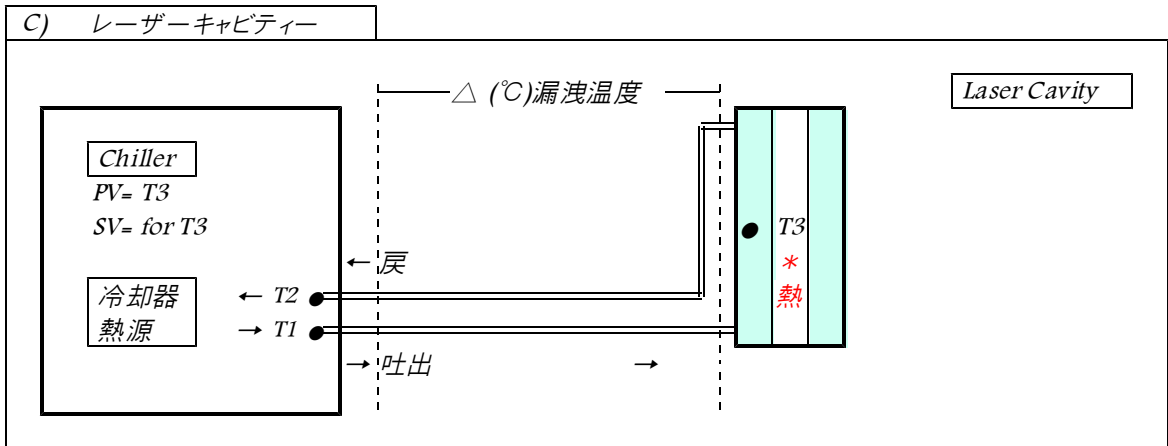 C) レーザーキャビティー
△ (℃)漏洩温度
Laser Cavity
Chiller
PV= T3
SV= for T3
← 戻
冷却器
熱源
← T2
→ T1
→ 吐出 →
T3
*
熱